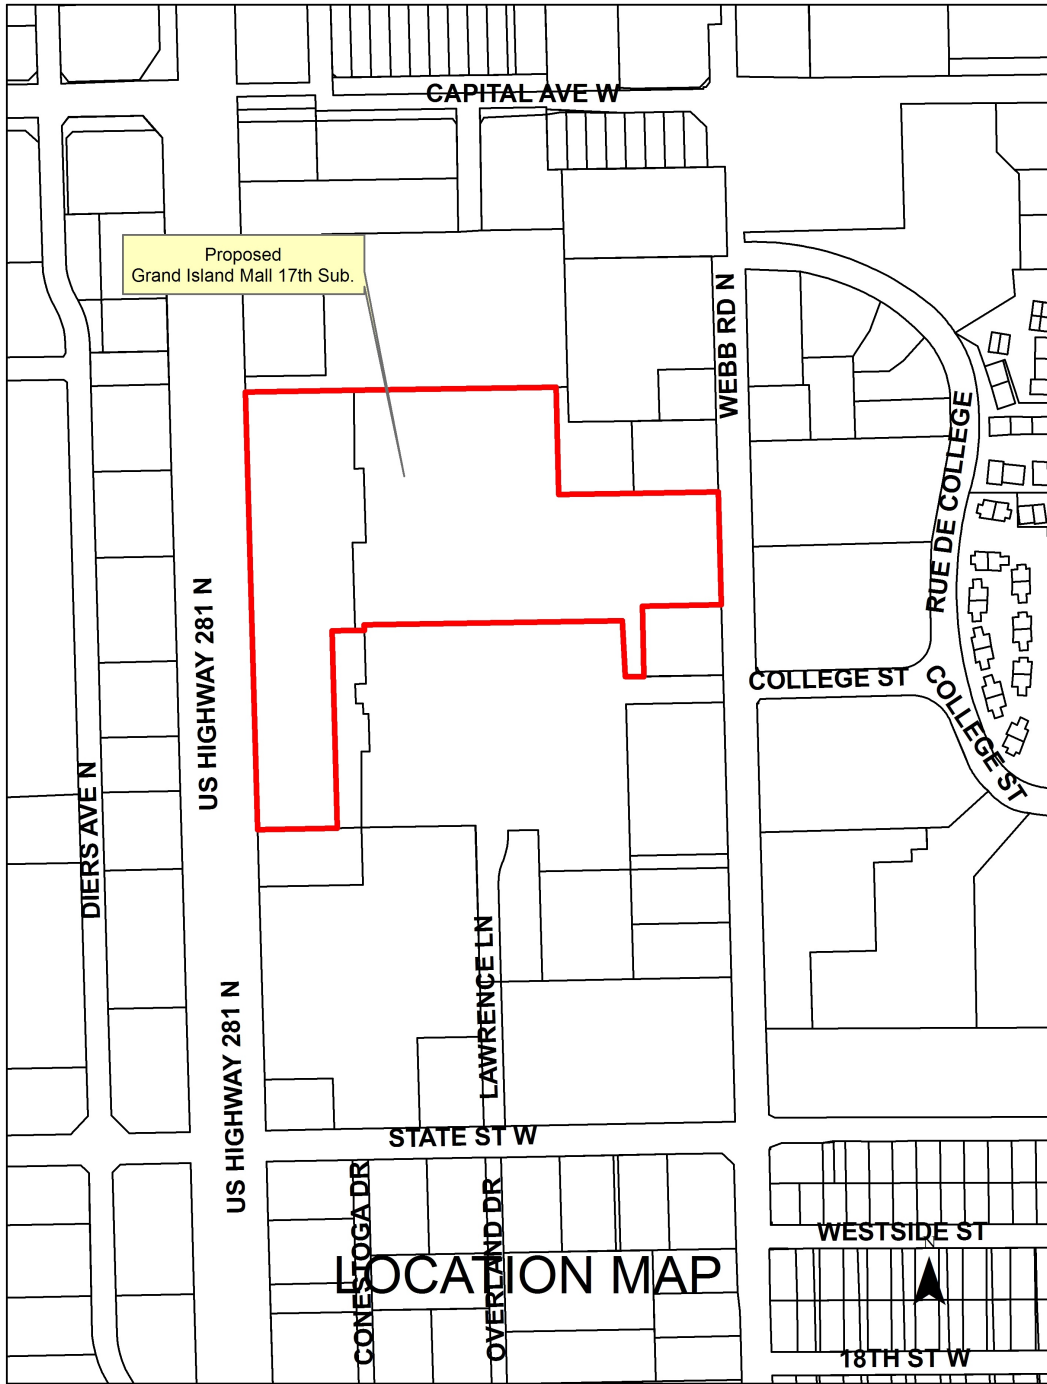 CAPITAL AVE W
Proposed
Grand Island Mall 17th Sub.
WEBB RD N
RUE DE COLLEGE
US HIGHWAY 281 N
COLLEGE ST
COLLEGE ST
DIERS AVE N
LAWRENCE LN
US HIGHWAY 281 N
STATE ST W
CONESTOGA DR
OVERLAND DR
WESTSIDE ST
N
LOCATION MAP
18TH ST W